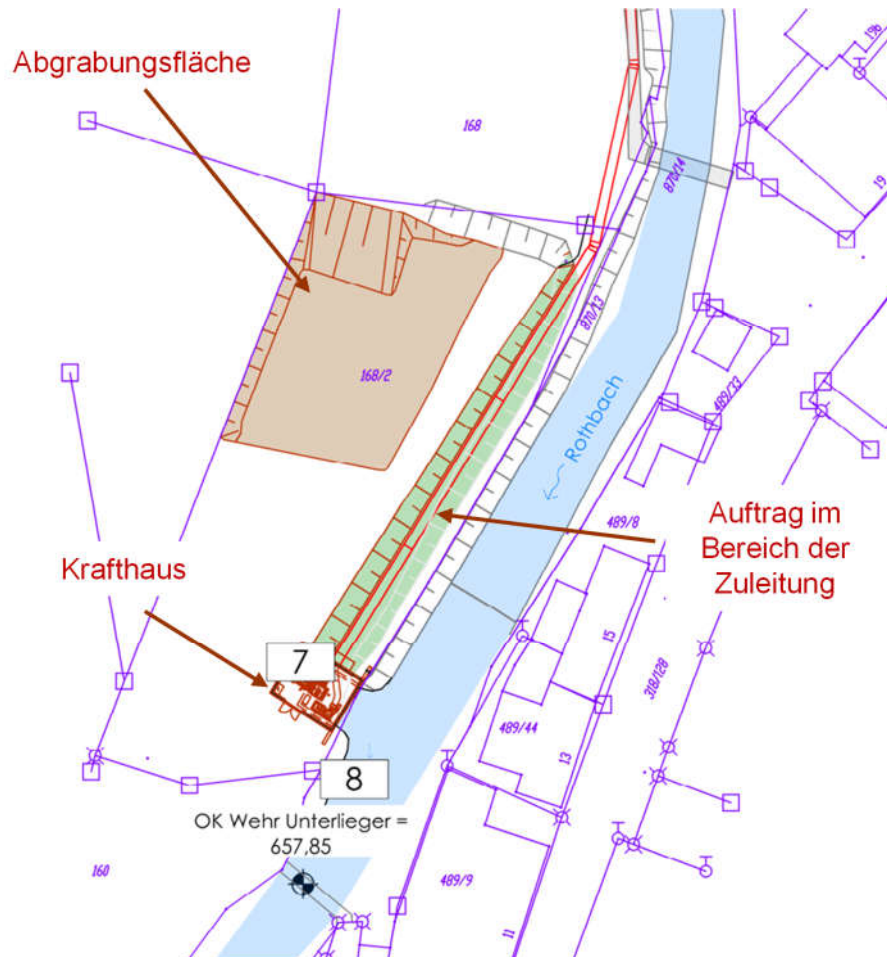 Abgrabungsfläche
19b
168
870/14
19
870/13
168/2
489/33
Rothbach
489/8
Auftrag im
Bereich der
Zuleitung
Krafthaus
15
7
318/128
489/44
13
8
OK Wehr Unterlieger =
657,85
160
489/9
11